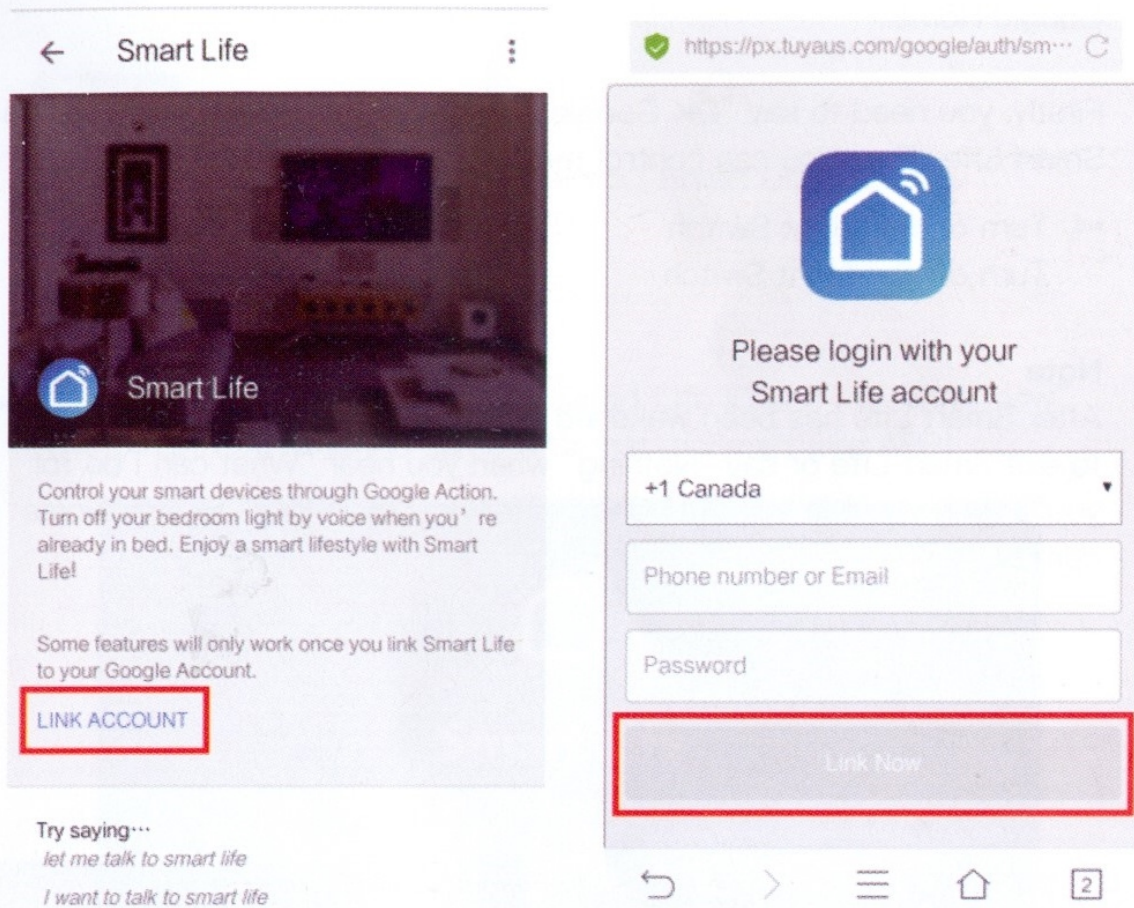 Smart Life
Smart Life
Control your smart devices through Google Action.
Turn off your bedroom light by voice when you’re
already in bed. Enjoy a smart lifestyle with Smart
Life!
Some features will only work once you link Smart Life
to your Google Account.
LINK ACCOUNT
Try saying···
let me talk to smart life
I want to talk to smart life
https://px.tuyaus.com/google/auth/sm···
Please login with your
Smart Life account
+1 Canada
Phone number or Email
Password
Link Now
2